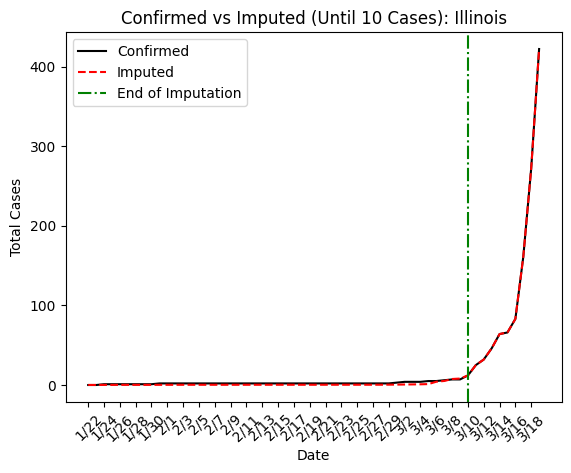 Confirmed vs Imputed (Until 10 Cases): Illinois
Confirmed
Imputed
End of Imputation
Total Cases
400
300
200
100
0
1/22 1/24 1/26 1/28 1/30 2/1 2/3 2/5 2/7 2/9 2/11 2/13 2/15 2/17 2/19 2/21 2/23 2/25 2/27 2/29 3/2 3/4 3/6 3/8 3/10 3/12 3/14 3/16 3/18
Date